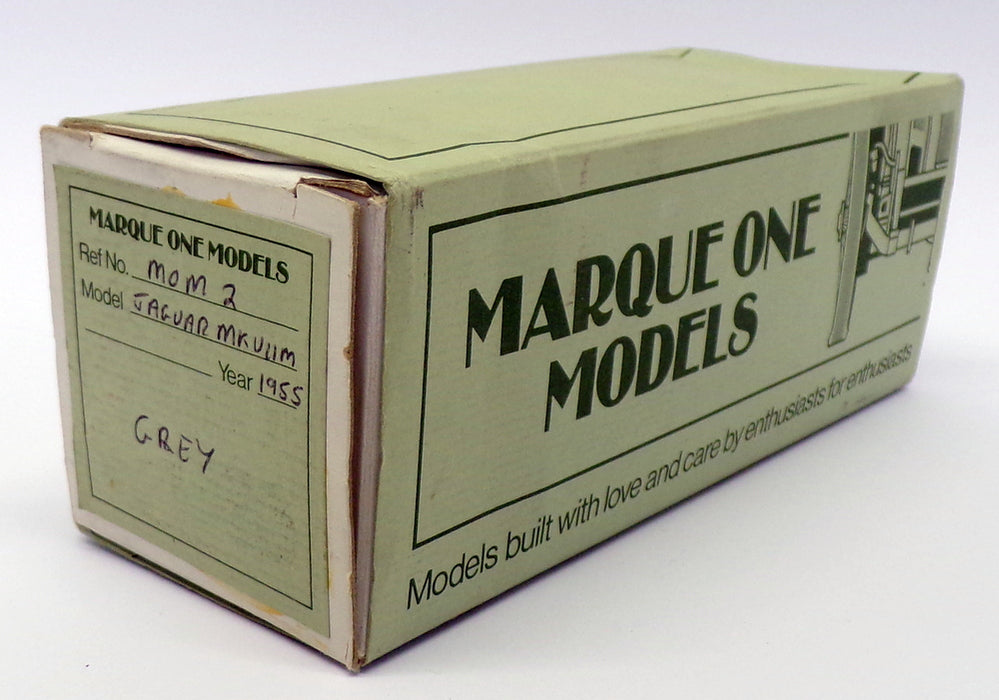 MARQUE ONE MODELS
Ref No. MOM 2
Model JAGUAR MKVIIM
Year 1955
GREY
MARQUE ONE
MODELS
Models built with love and care by enthusiasts for enthusiasts